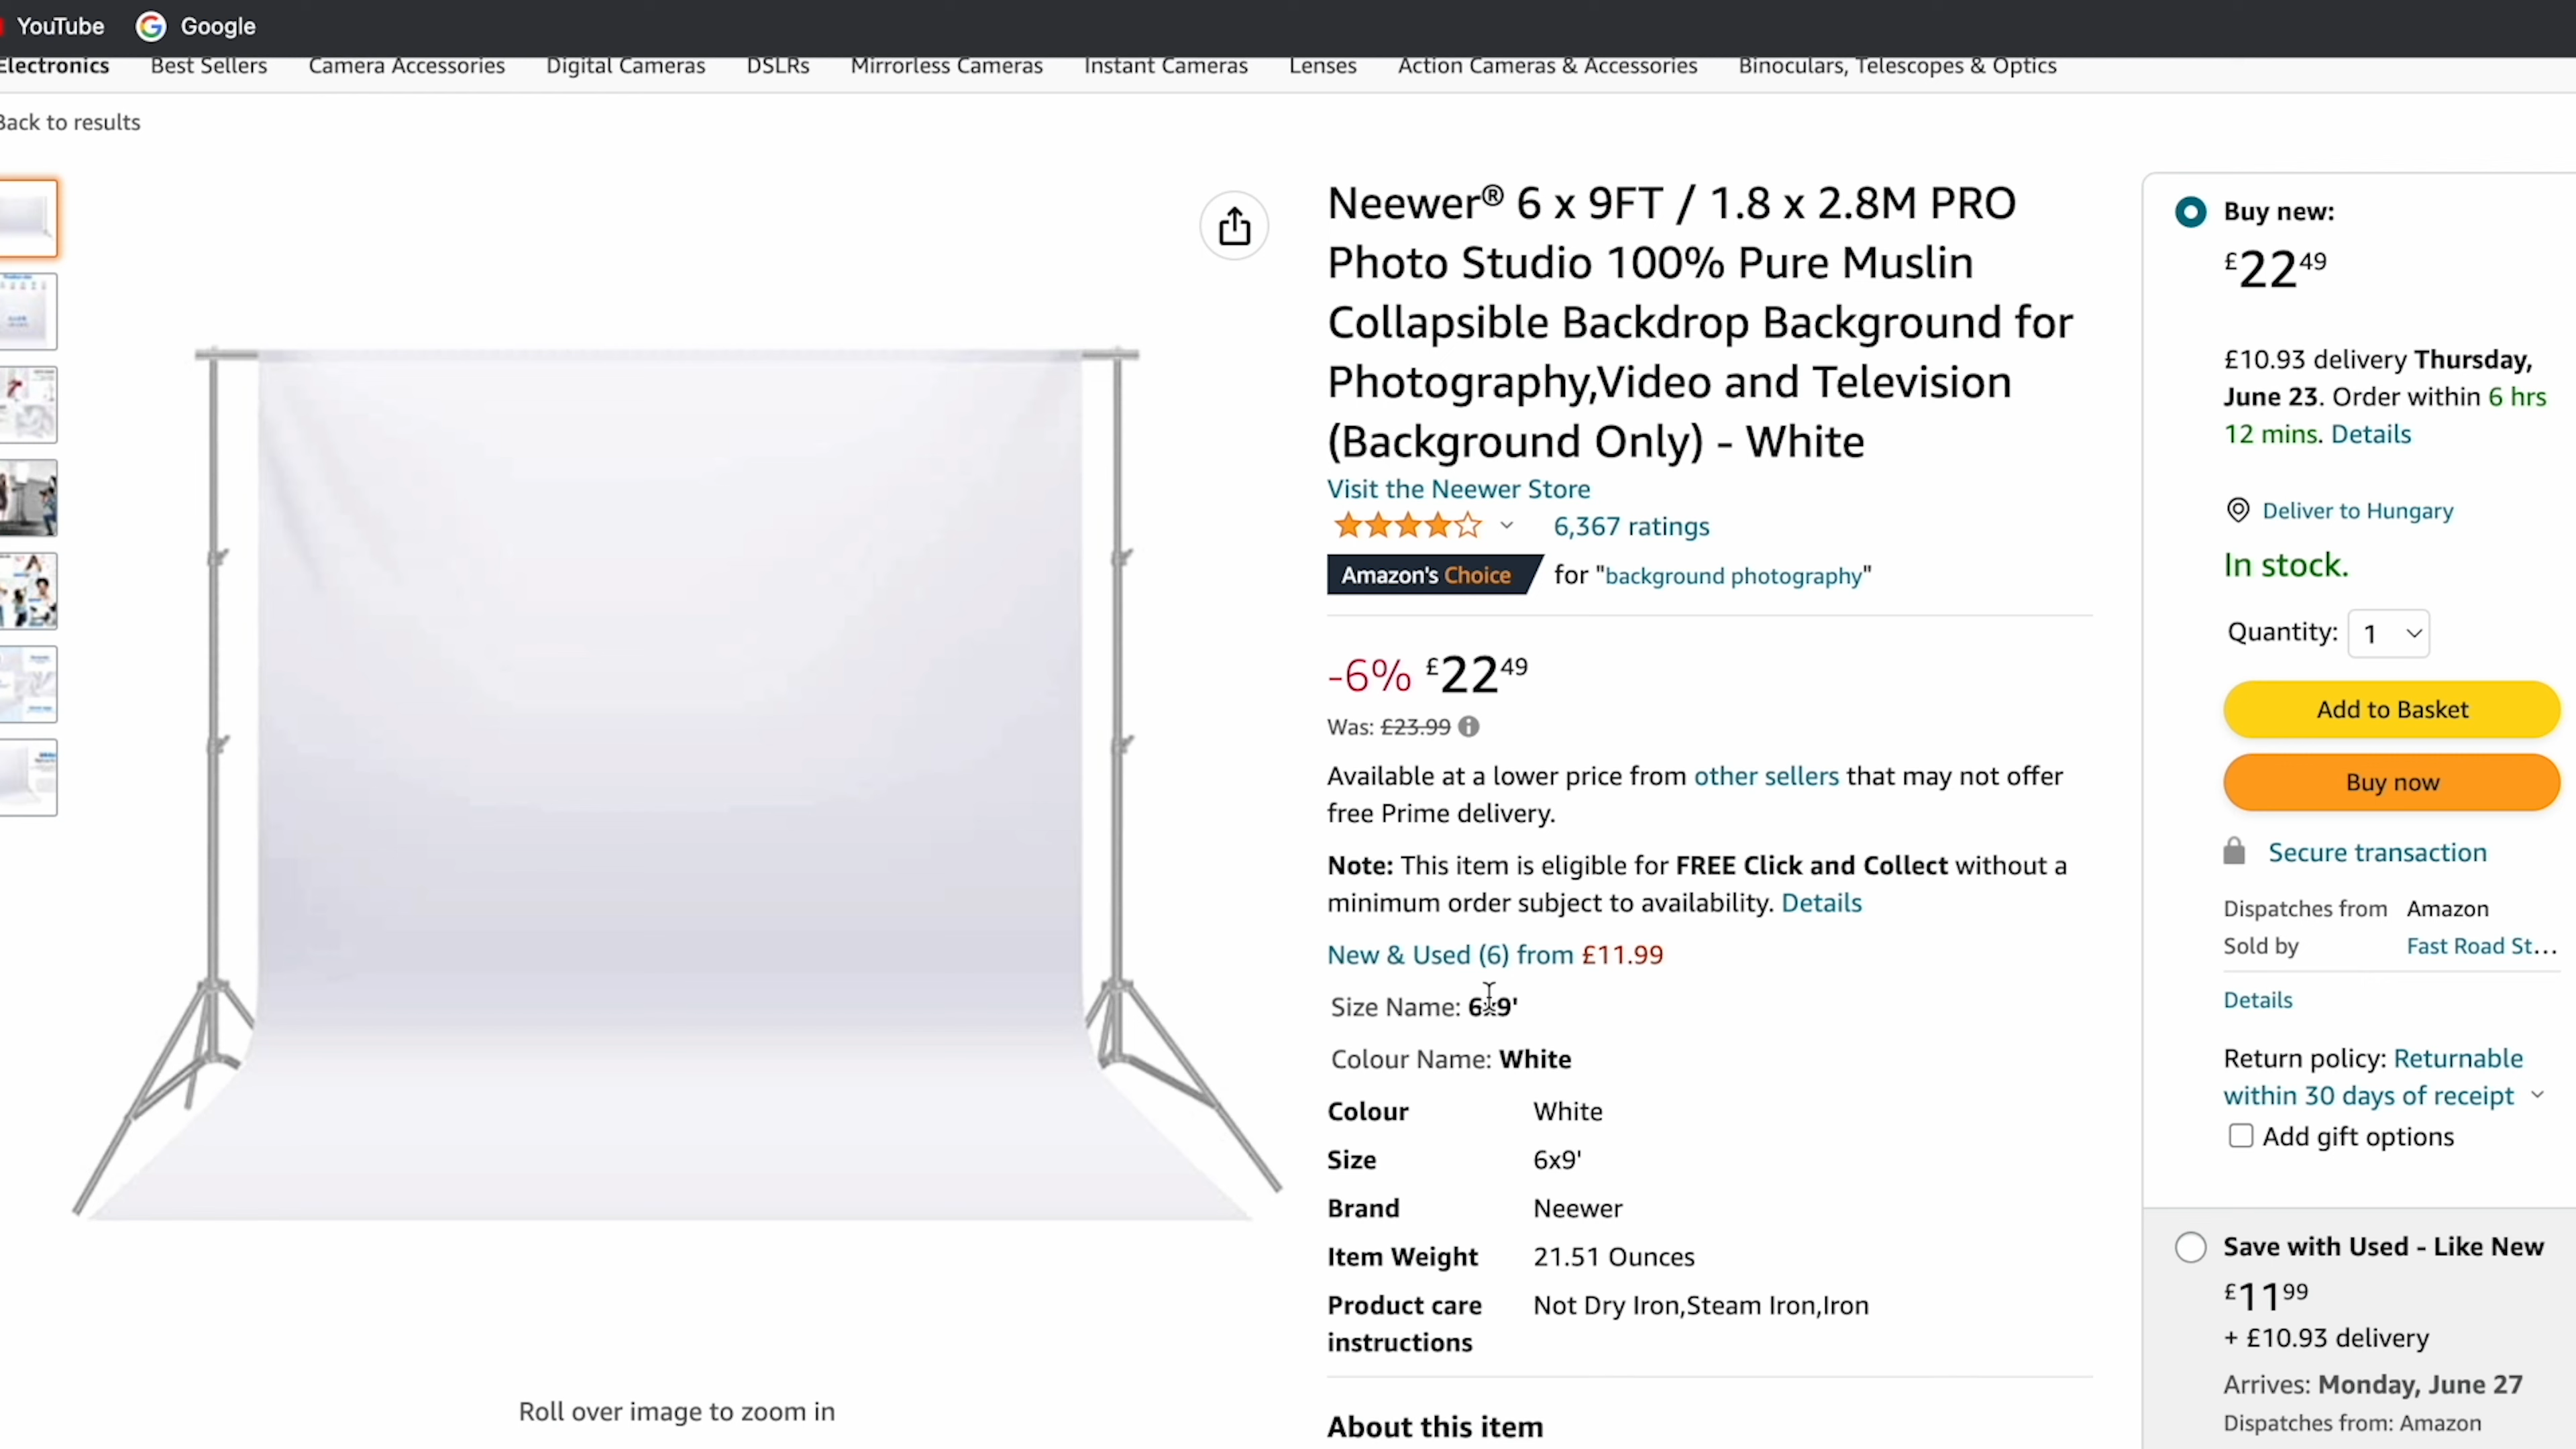 YouTube Google
Electronics Best Sellers Camera Accessories Digital Cameras DSLRs Mirrorless Cameras Instant Cameras Lenses Action Cameras & Accessories Binoculars, Telescopes & Optics
Back to results
Neewer® 6 x 9FT / 1.8 x 2.8M PRO
Photo Studio 100% Pure Muslin
Collapsible Backdrop Background for
Photography,Video and Television
(Background Only) - White
Visit the Neewer Store
6,367 ratings
Amazon's Choice for "background photography"
-6% £22 49
Was: £23.99
Available at a lower price from other sellers that may not offer
free Prime delivery.
Note: This item is eligible for FREE Click and Collect without a
minimum order subject to availability. Details
New & Used (6) from £11.99
Size Name: 6x9'
Colour Name: White
Colour White
Size 6x9'
Brand Neewer
Item Weight 21.51 Ounces
Product care Not Dry Iron,Steam Iron,Iron
instructions
About this item
Roll over image to zoom in
Buy new:
£22 49
£10.93 delivery Thursday,
June 23. Order within 6 hrs
12 mins. Details
Deliver to Hungary
In stock.
Quantity: 1
Add to Basket
Buy now
Secure transaction
Dispatches from Amazon
Sold by Fast Road St...
Details
Return policy: Returnable
within 30 days of receipt
Add gift options
Save with Used - Like New
£11 99
+ £10.93 delivery
Arrives: Monday, June 27
Dispatches from: Amazon